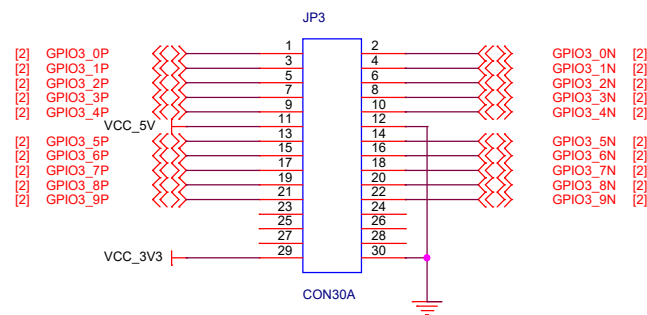 JP3
[2] GPIO3_0P 1 2 GPIO3_0N [2]
[2] GPIO3_1P 3 4 GPIO3_1N [2]
[2] GPIO3_2P 5 6 GPIO3_2N [2]
[2] GPIO3_3P 7 8 GPIO3_3N [2]
[2] GPIO3_4P 9 10 GPIO3_4N [2]
VCC_5V 11 12
[2] GPIO3_5P 13 14 GPIO3_5N [2]
[2] GPIO3_6P 15 16 GPIO3_6N [2]
[2] GPIO3_7P 17 18 GPIO3_7N [2]
[2] GPIO3_8P 19 20 GPIO3_8N [2]
[2] GPIO3_9P 21 22 GPIO3_9N [2]
23 24
25 26
27 28
VCC_3V3 29 30
CON30A